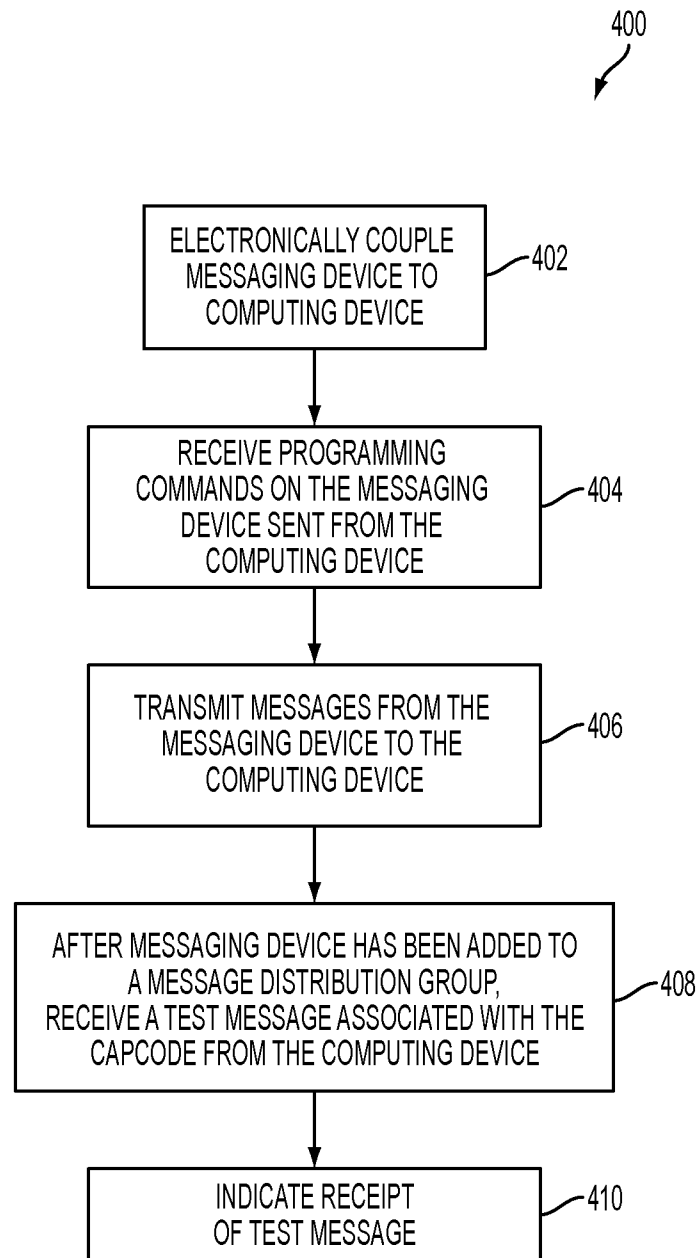 400
ELECTRONICALLY COUPLE
MESSAGING DEVICE TO
COMPUTING DEVICE
402
RECEIVE PROGRAMMING
COMMANDS ON THE MESSAGING
DEVICE SENT FROM THE
COMPUTING DEVICE
404
TRANSMIT MESSAGES FROM THE
MESSAGING DEVICE TO THE
COMPUTING DEVICE
406
AFTER MESSAGING DEVICE HAS BEEN ADDED TO
A MESSAGE DISTRIBUTION GROUP,
RECEIVE A TEST MESSAGE ASSOCIATED WITH THE
CAPCODE FROM THE COMPUTING DEVICE
408
INDICATE RECEIPT
OF TEST MESSAGE
410